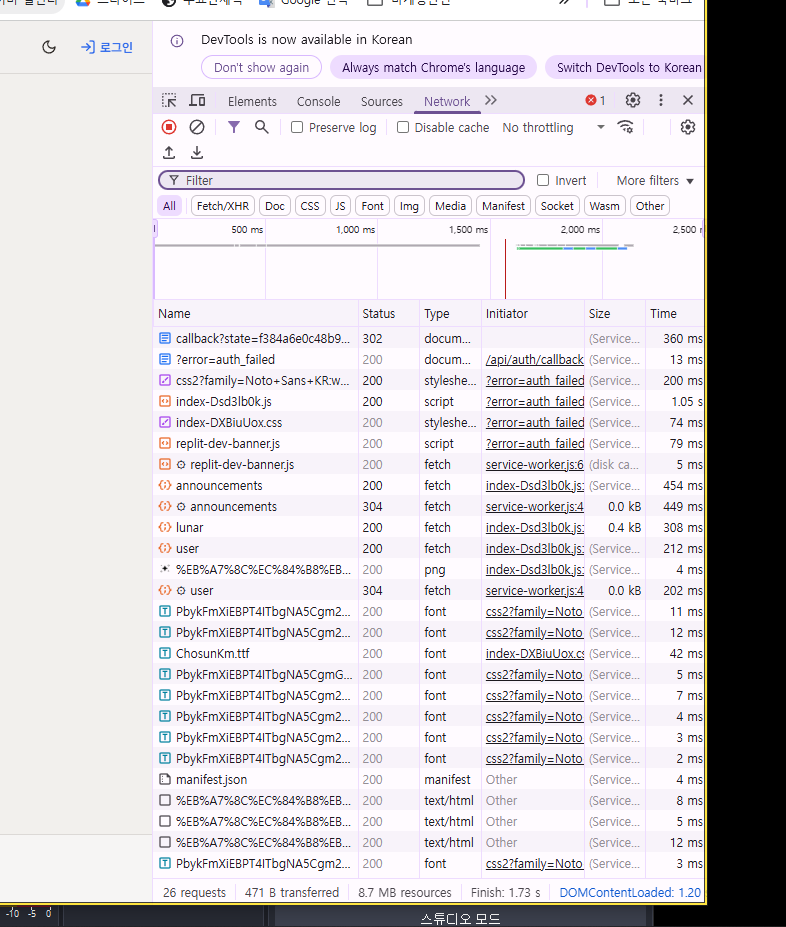 스타이스
Google
로그인
DevTools is now available in Korean
Don't show again Always match Chrome's language Switch DevTools to Korean
Elements Console Sources Network 1
Preserve log Disable cache No throttling
Filter Invert More filters
All Fetch/XHR Doc CSS JS Font Img Media Manifest Socket Wasm Other
500 ms 1,000 ms 1,500 ms 2,000 ms 2,500
Name Status Type Initiator Size Time
callback?state=f384a6e0c48b9... 302 docum... (Service... 360 ms
?error=auth_failed 200 docum... /api/auth/callback (Service... 13 ms
css2?family=Noto+Sans+KR:w... 200 styleshe... ?error=auth_failed (Service... 200 ms
index-Dsd3lb0k.js 200 script ?error=auth_failed (Service... 1.05 s
index-DXBiuUox.css 200 styleshe... ?error=auth_failed (Service... 74 ms
replit-dev-banner.js 200 script ?error=auth_failed (Service... 79 ms
replit-dev-banner.js 200 fetch service-worker.js:6 (disk ca... 5 ms
announcements 200 fetch index-Dsd3lb0k.js: (Service... 454 ms
announcements 304 fetch service-worker.js:4 0.0 kB 449 ms
lunar 200 fetch index-Dsd3lb0k.js: 0.4 kB 308 ms
user 200 fetch index-Dsd3lb0k.js: (Service... 212 ms
%EB%A7%8C%EC%84%B8%EB... 200 png index-Dsd3lb0k.js: (Service... 4 ms
user 304 fetch service-worker.js:4 0.0 kB 202 ms
PbykFmXiEBPT4ITbgNA5Cgm2... 200 font css2?family=Noto (Service... 11 ms
PbykFmXiEBPT4ITbgNA5Cgm2... 200 font css2?family=Noto (Service... 12 ms
ChosunKm.ttf 200 font index-DXBiuUox.cs (Service... 42 ms
PbykFmXiEBPT4ITbgNA5CgmG... 200 font css2?family=Noto (Service... 5 ms
PbykFmXiEBPT4ITbgNA5Cgm2... 200 font css2?family=Noto (Service... 7 ms
PbykFmXiEBPT4ITbgNA5Cgm2... 200 font css2?family=Noto (Service... 4 ms
PbykFmXiEBPT4ITbgNA5Cgm2... 200 font css2?family=Noto (Service... 3 ms
PbykFmXiEBPT4ITbgNA5Cgm2... 200 font css2?family=Noto (Service... 2 ms
manifest.json 200 manifest Other (Service... 4 ms
%EB%A7%8C%EC%84%B8%EB... 200 text/html Other (Service... 8 ms
%EB%A7%8C%EC%84%B8%EB... 200 text/html Other (Service... 5 ms
%EB%A7%8C%EC%84%B8%EB... 200 text/html Other (Service... 12 ms
PbykFmXiEBPT4ITbgNA5Cgm2... 200 font css2?family=Noto (Service... 3 ms
26 requests 471 B transferred 8.7 MB resources Finish: 1.73 s DOMContentLoaded: 1.20
-10 -5 0 스튜디오 모드